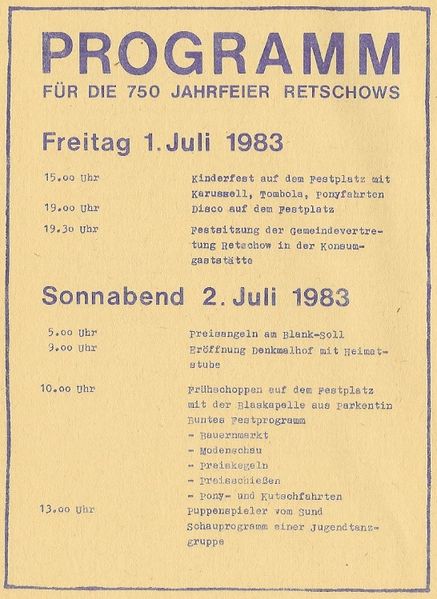 PROGRAMM
FÜR DIE 750 JAHRFEIER RETSCHOWS
Freitag 1. Juli 1983
15.00 Uhr Kinderfest auf dem Festplatz mit
Karussell, Tombola, Ponyfahrten
19.00 Uhr Disco auf dem Festplatz
19.30 Uhr Festsitzung der Gemeindevertre-
tung Retschow in der Konsum-
gaststätte
Sonnabend 2. Juli 1983
5.00 Uhr Preisangeln am Blank-Soll
9.00 Uhr Eröffnung Denkmalhof mit Heimat-
stube
10.00 Uhr Frühschoppen auf dem Festplatz
mit der Blaskapelle aus Parkentin
Buntes Festprogramm
- Bauernmarkt
- Modenschau
- Preiskegeln
- Preisschießen
- Pony- und Kutschfahrten
13.00 Uhr Puppenspieler vom Sund
Schauprogramm einer Jugendtanz-
gruppe